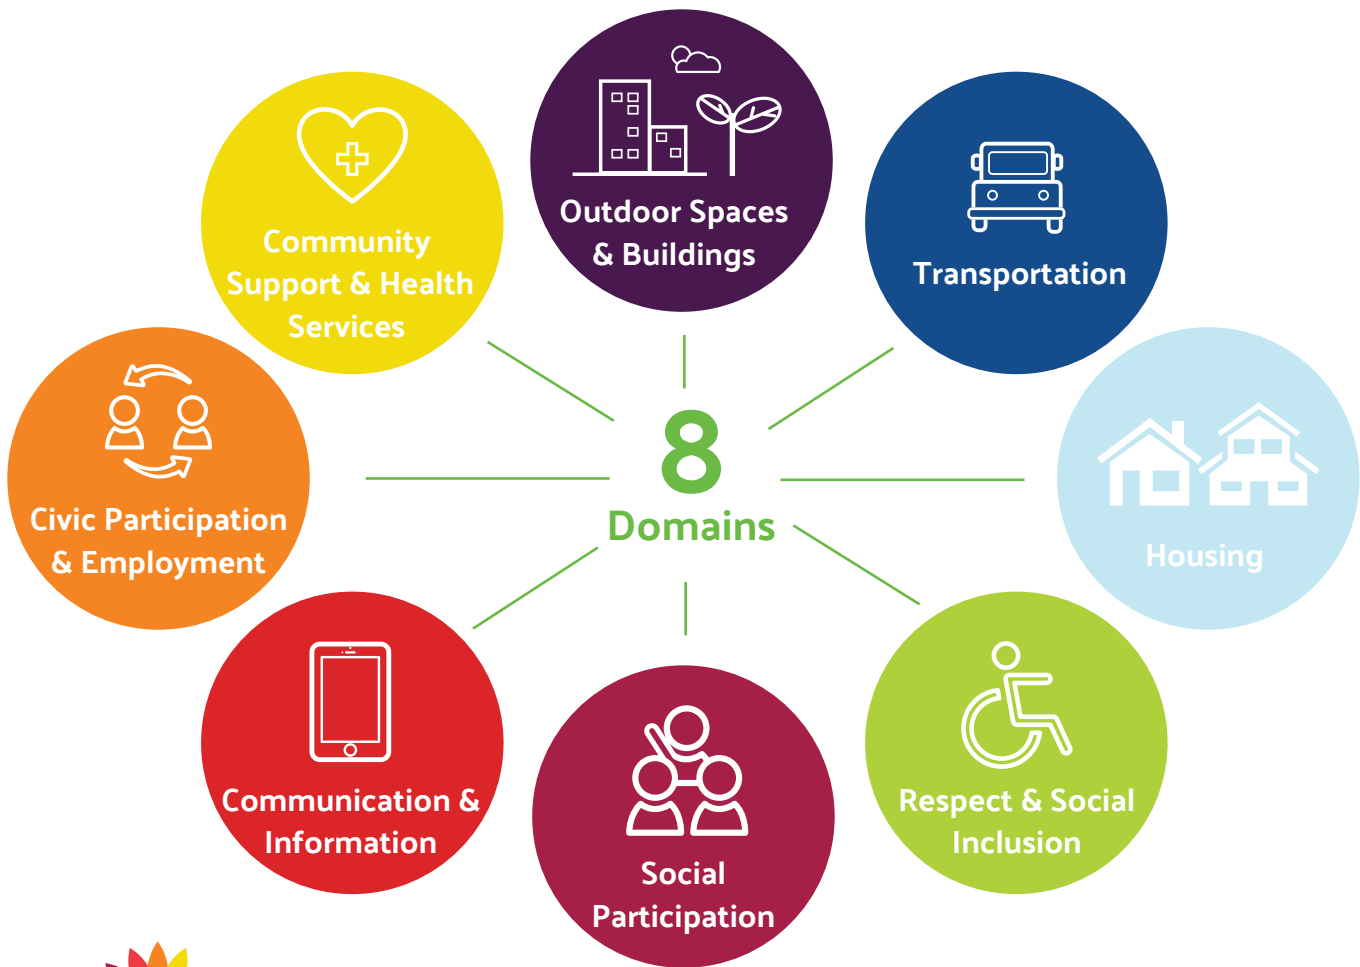 Outdoor Spaces
& Buildings
Transportation
Housing
Respect & Social
Inclusion
Social
Participation
Communication &
Information
Civic Participation
& Employment
Community
Support & Health
Services
8
Domains